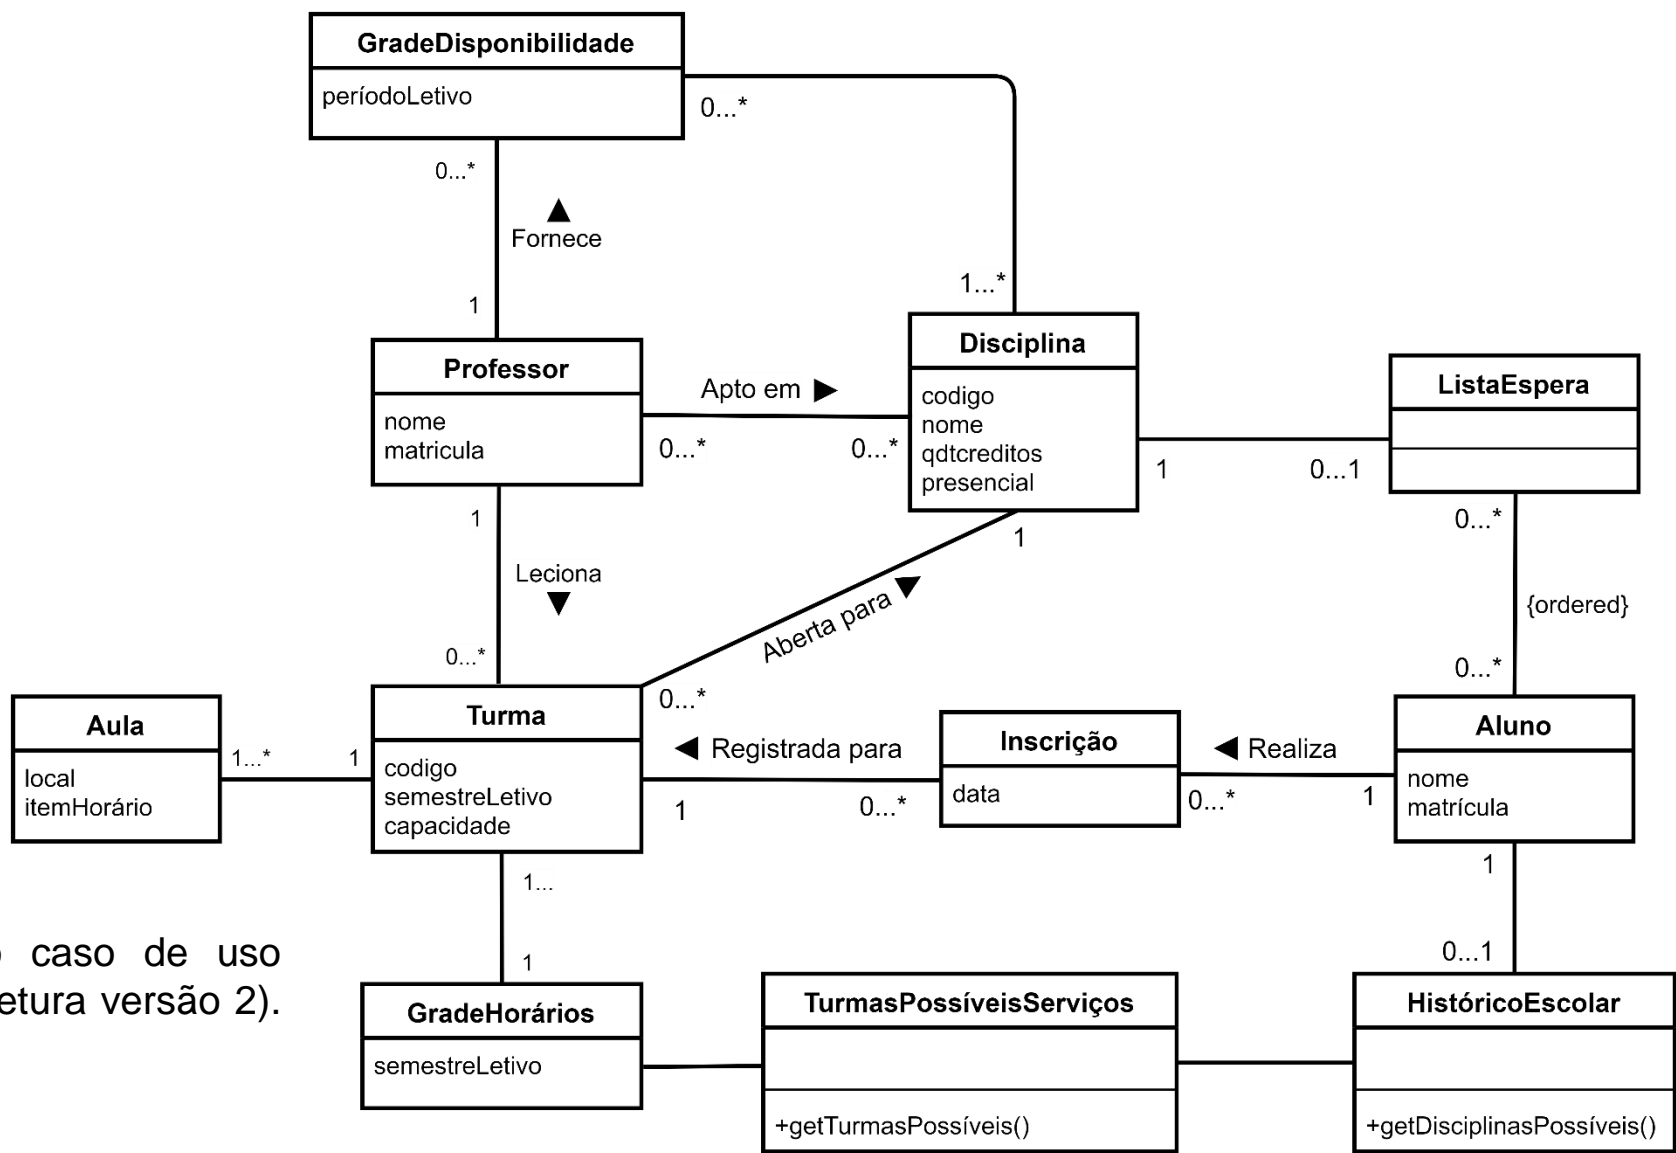 GradeDisponibilidade
períodoLetivo
0...*
0...*
Fornece
1
1...*
Professor
nome
matricula
Apto em
0...*
0...*
Disciplina
codigo
nome
qdtcreditos
presencial
1
0...1
ListaEspera
0...*
{ordered}
0...*
1
Leciona
0...*
1
Aberta para
0...*
Aula
local
itemHorário
1...*
1
Turma
codigo
semestreLetivo
capacidade
Registrada para
1
0...*
Inscrição
data
Realiza
0...*
1
Aluno
nome
matrícula
1
0...1
1...
1
caso de uso
versão 2).
GradeHorários
semestreLetivo
TurmasPossíveisServiços
+getTurmasPossíveis()
HistóricoEscolar
+getDisciplinasPossíveis()